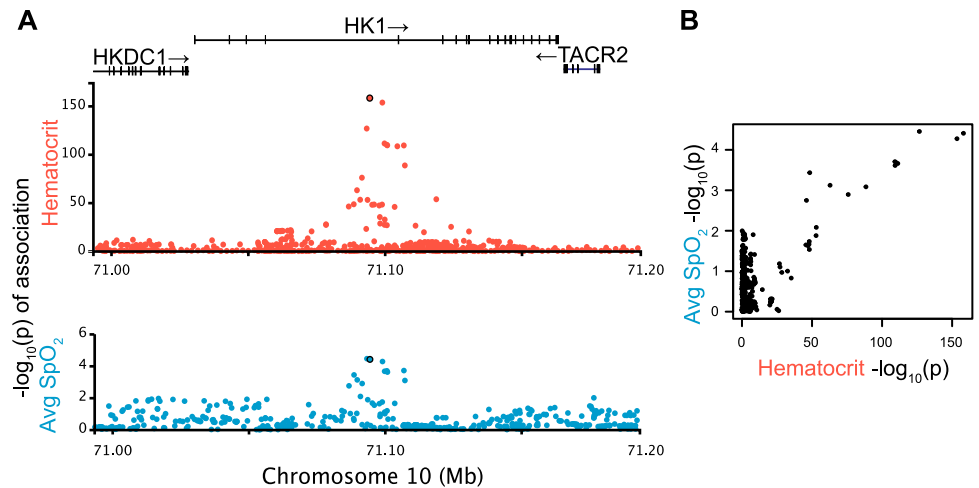 A
HK1→
HKDC1→
←TACR2
-log10(p) of association
Hematocrit
150
100
50
0
71.00
71.10
71.20
Avg SpO2
6
4
2
0
71.00
71.10
71.20
Chromosome 10 (Mb)
B
Avg SpO2 -log10(p)
4
3
2
1
0
0
50
100
150
Hematocrit -log10(p)